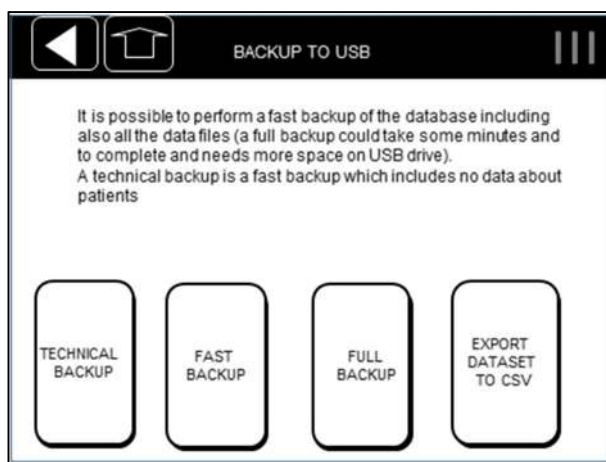 BACKUP TO USB
It is possible to perform a fast backup of the database including
also all the data files (a full backup could take some minutes and
to complete and needs more space on USB drive).
A technical backup is a fast backup which includes no data about
patients
TECHNICAL
BACKUP
FAST
BACKUP
FULL
BACKUP
EXPORT
DATASET
TO CSV